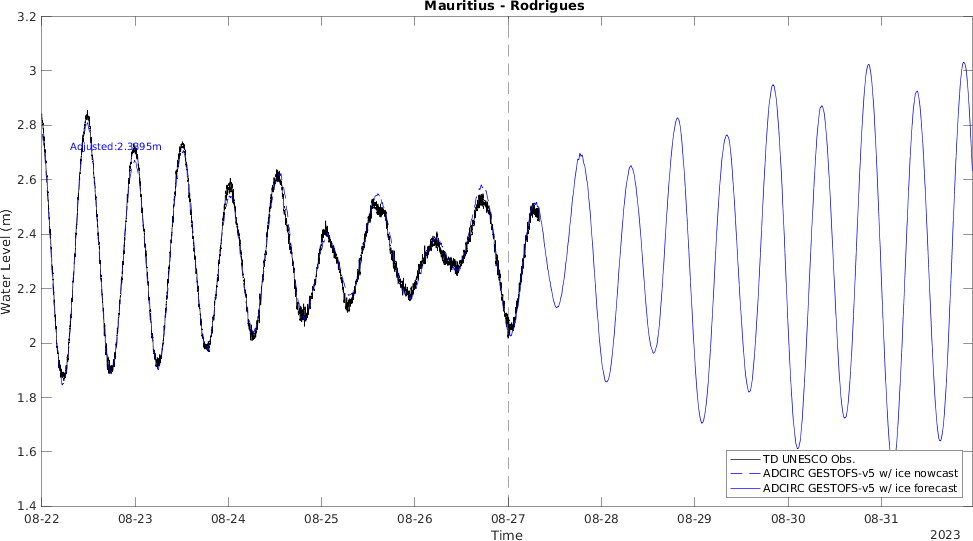 Mauritius - Rodrigues
3.2
3
2.8
2.6
2.4
2.2
2
1.8
1.6
1.4
Water Level (m)
Adjusted:2.3395m
TD UNESCO Obs.
ADCIRC GESTOFS-v5 w/ ice nowcast
ADCIRC GESTOFS-v5 w/ ice forecast
08-22 08-23 08-24 08-25 08-26 08-27 08-28 08-29 08-30 08-31
Time
2023